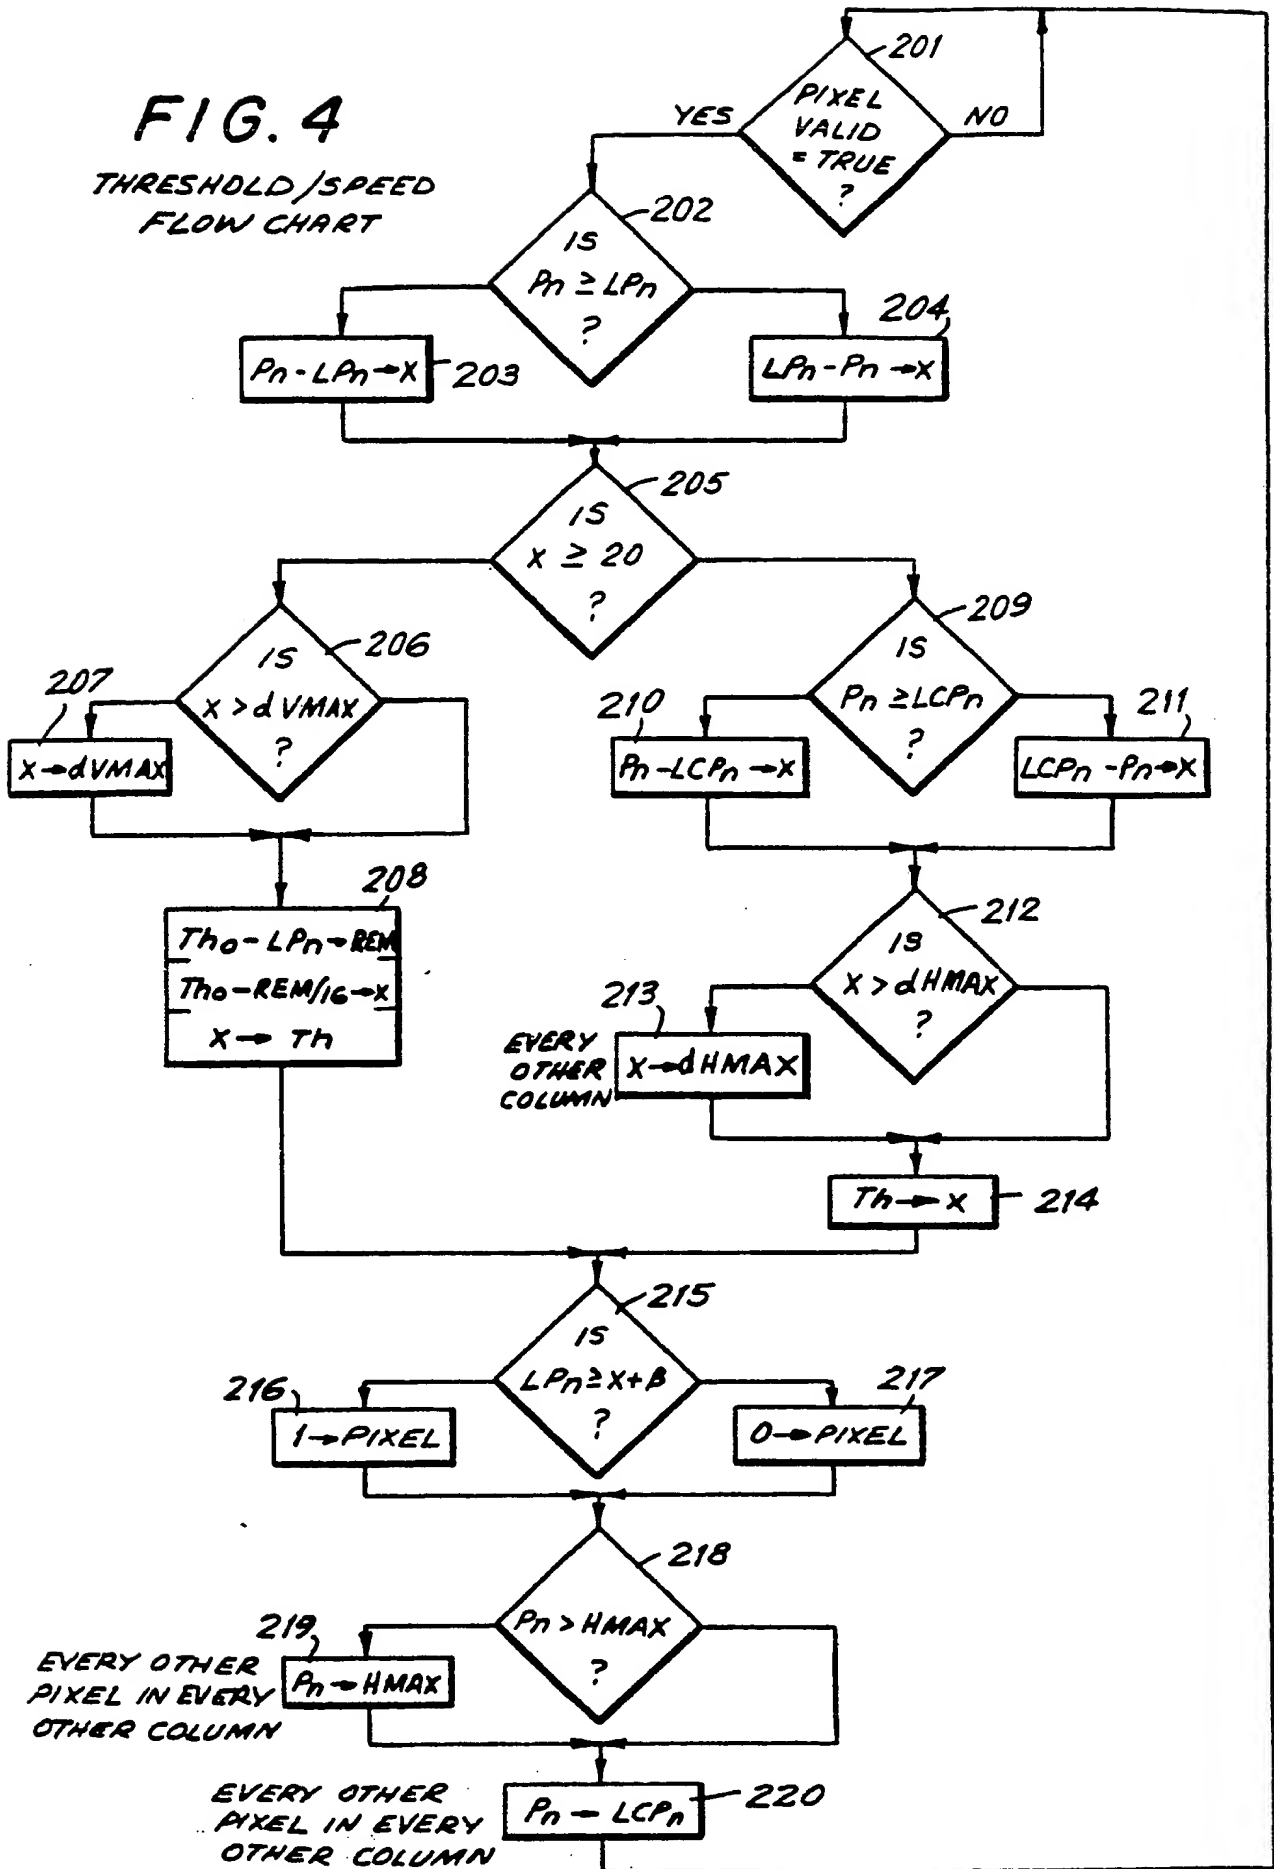 FIG. 4
THRESHOLD/SPEED
FLOW CHART
201
PIXEL
VALID
= TRUE
?
YES
NO
202
IS
Pn ≥ LPn
?
Pn - LPn → X
203
204
LPn - Pn → X
205
IS
X ≥ 20
?
206
IS
X > dVMAX
?
207
X → dVMAX
208
Tho - LPn → REM
Tho - REM/16 → X
X → Th
209
IS
Pn ≥ LCPn
?
210
Pn - LCPn → X
211
LCPn - Pn → X
212
IS
X > dHMAX
?
213
X → dHMAX
EVERY
OTHER
COLUMN
Th → X
214
215
IS
LPn ≥ X + β
?
216
1 → PIXEL
217
0 → PIXEL
218
Pn > HMAX
?
219
Pn → HMAX
EVERY OTHER
PIXEL IN EVERY
OTHER COLUMN
Pn → LCPn
220
EVERY OTHER
PIXEL IN EVERY
OTHER COLUMN